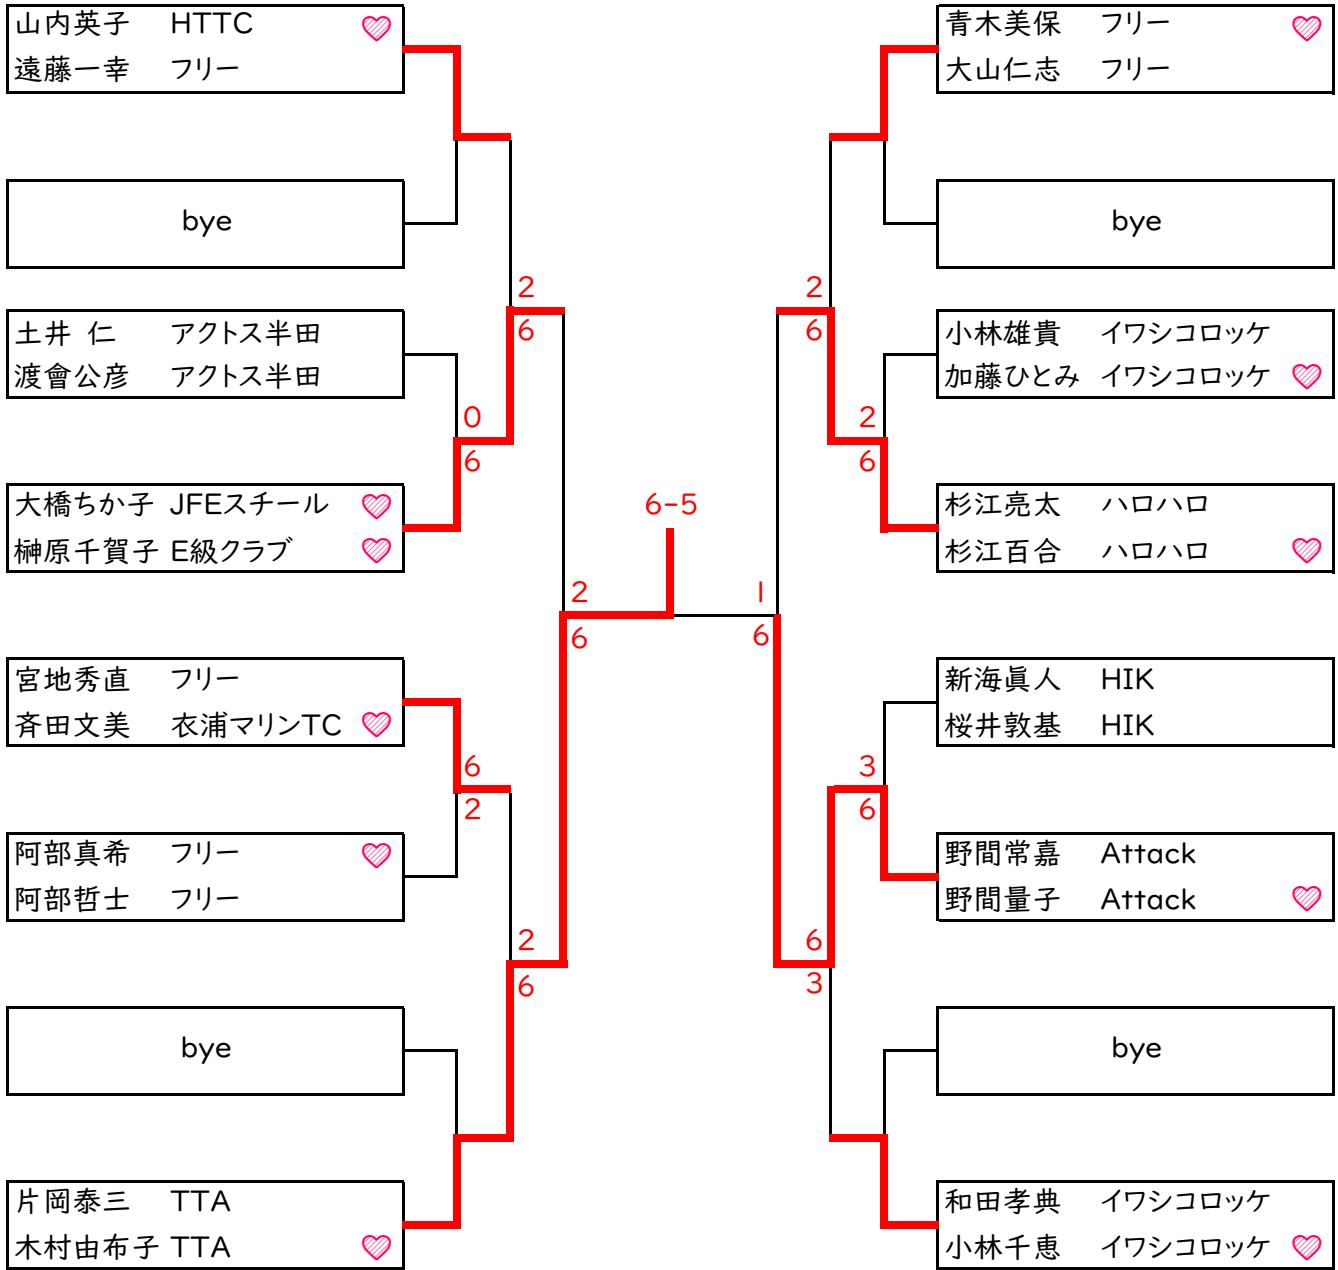 山内英子 HTTC
遠藤一幸 フリー
bye
2
6
土井 仁 アクトス半田
渡會公彦 アクトス半田
0
6
大橋ちか子 JFEスチール
榊原千賀子 E級クラブ
2
6
宮地秀直 フリー
斉田文美 衣浦マリンTC
6
2
阿部真希 フリー
阿部哲士 フリー
2
6
bye
片岡泰三 TTA
木村由布子 TTA
6-5
青木美保 フリー
大山仁志 フリー
bye
2
6
小林雄貴 イワシコロッケ
加藤ひとみ イワシコロッケ
2
6
杉江亮太 ハロハロ
杉江百合 ハロハロ
1
6
新海眞人 HIK
桜井敦基 HIK
3
6
野間常嘉 Attack
野間量子 Attack
6
3
bye
和田孝典 イワシコロッケ
小林千恵 イワシコロッケ